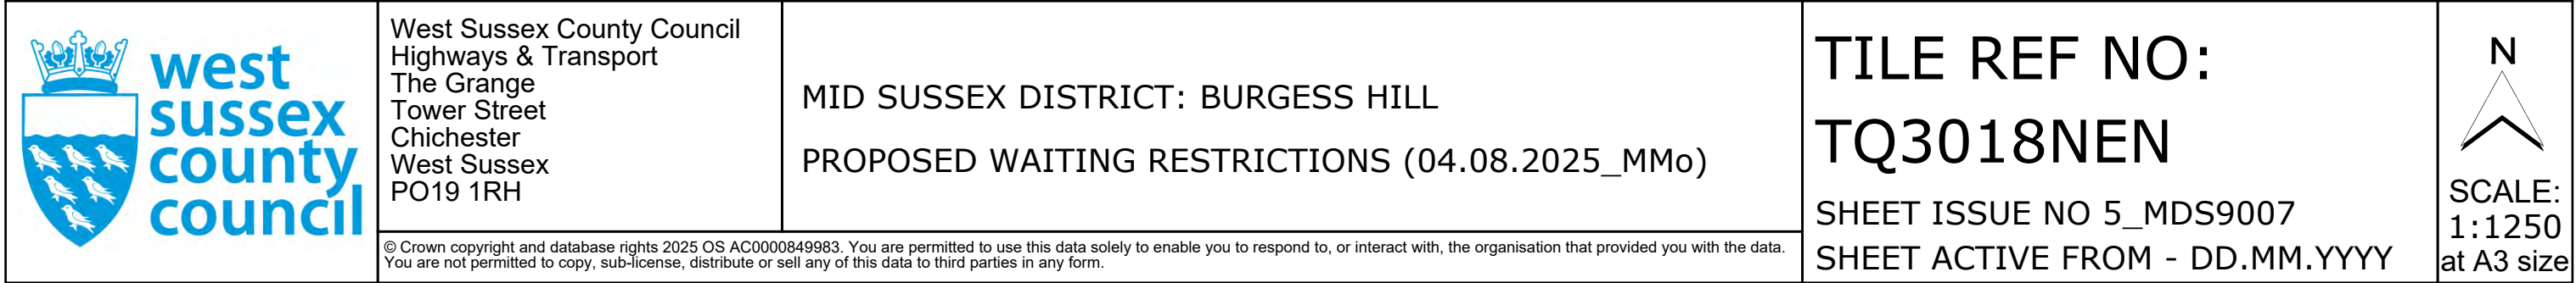 west
sussex
county
council
West Sussex County Council
Highways & Transport
The Grange
Tower Street
Chichester
West Sussex
PO19 1RH
MID SUSSEX DISTRICT: BURGESS HILL
PROPOSED WAITING RESTRICTIONS (04.08.2025_MMo)
© Crown copyright and database rights 2025 OS AC0000849983. You are permitted to use this data solely to enable you to respond to, or interact with, the organisation that provided you with the data.
You are not permitted to copy, sub-license, distribute or sell any of this data to third parties in any form.
TILE REF NO:
TQ3018NEN
SHEET ISSUE NO 5_MDS9007
SHEET ACTIVE FROM - DD.MM.YYYY
N
SCALE:
1:1250
at A3 size